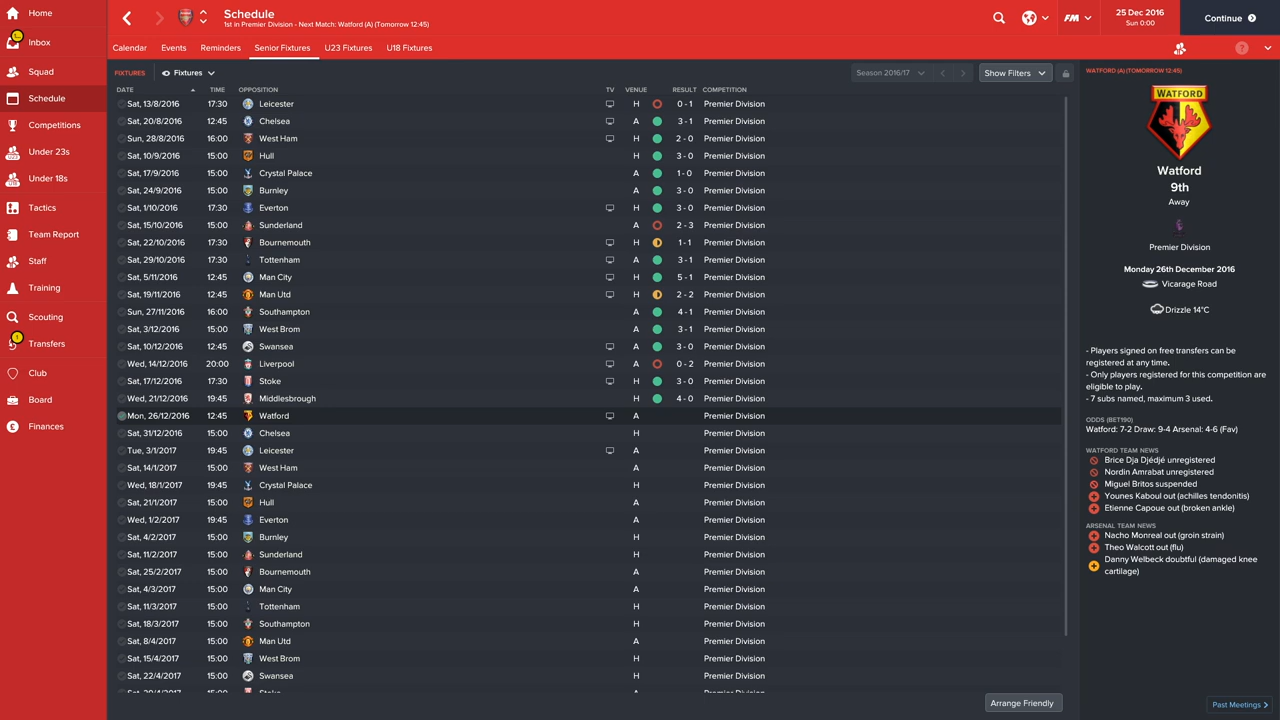 Home
Inbox
Squad
Schedule
Competitions
Under 23s
Under 18s
Tactics
Team Report
Staff
Training
Scouting
1
Transfers
Club
Board
Finances
Schedule
1st in Premier Division - Next Match: Watford (A) (Tomorrow 12:45)
FM
25 Dec 2016
Sun 0:00
Continue
Calendar Events Reminders Senior Fixtures U23 Fixtures U18 Fixtures
?
FIXTURES Fixtures Season 2016/17 Show Filters
DATE TIME OPPOSITION TV VENUE RESULT COMPETITION
Sat, 13/8/2016 17:30 Leicester H 0 - 1 Premier Division
Sat, 20/8/2016 12:45 Chelsea A 3 - 1 Premier Division
Sun, 28/8/2016 16:00 West Ham H 2 - 0 Premier Division
Sat, 10/9/2016 15:00 Hull H 3 - 0 Premier Division
Sat, 17/9/2016 15:00 Crystal Palace A 1 - 0 Premier Division
Sat, 24/9/2016 15:00 Burnley A 3 - 0 Premier Division
Sat, 1/10/2016 17:30 Everton H 3 - 0 Premier Division
Sat, 15/10/2016 15:00 Sunderland A 2 - 3 Premier Division
Sat, 22/10/2016 17:30 Bournemouth H 1 - 1 Premier Division
Sat, 29/10/2016 17:30 Tottenham A 3 - 1 Premier Division
Sat, 5/11/2016 12:45 Man City H 5 - 1 Premier Division
Sat, 19/11/2016 12:45 Man Utd H 2 - 2 Premier Division
Sun, 27/11/2016 16:00 Southampton A 4 - 1 Premier Division
Sat, 3/12/2016 15:00 West Brom A 3 - 1 Premier Division
Sat, 10/12/2016 12:45 Swansea A 3 - 0 Premier Division
Wed, 14/12/2016 20:00 Liverpool A 0 - 2 Premier Division
Sat, 17/12/2016 17:30 Stoke H 3 - 0 Premier Division
Wed, 21/12/2016 19:45 Middlesbrough H 4 - 0 Premier Division
Mon, 26/12/2016 12:45 Watford A Premier Division
Sat, 31/12/2016 15:00 Chelsea H Premier Division
Tue, 3/1/2017 19:45 Leicester A Premier Division
Sat, 14/1/2017 15:00 West Ham A Premier Division
Wed, 18/1/2017 19:45 Crystal Palace H Premier Division
Sat, 21/1/2017 15:00 Hull A Premier Division
Wed, 1/2/2017 19:45 Everton A Premier Division
Sat, 4/2/2017 15:00 Burnley H Premier Division
Sat, 11/2/2017 15:00 Sunderland H Premier Division
Sat, 25/2/2017 15:00 Bournemouth A Premier Division
Sat, 4/3/2017 15:00 Man City A Premier Division
Sat, 11/3/2017 15:00 Tottenham H Premier Division
Sat, 18/3/2017 15:00 Southampton H Premier Division
Sat, 8/4/2017 15:00 Man Utd A Premier Division
Sat, 15/4/2017 15:00 West Brom H Premier Division
Sat, 22/4/2017 15:00 Swansea H Premier Division
Arrange Friendly
WATFORD (A) (TOMORROW 12:45)
WATFORD
Watford
9th
Away
Premier Division
Monday 26th December 2016
Vicarage Road
Drizzle 14°C
- Players signed on free transfers can be
registered at any time.
- Only players registered for this competition are
eligible to play.
- 7 subs named, maximum 3 used.
ODDS (BET190)
Watford: 7-2 Draw: 9-4 Arsenal: 4-6 (Fav)
WATFORD TEAM NEWS
Brice Dja Djédjé unregistered
Nordin Amrabat unregistered
Miguel Britos suspended
Younes Kaboul out (achilles tendonitis)
Etienne Capoue out (broken ankle)
ARSENAL TEAM NEWS
Nacho Monreal out (groin strain)
Theo Walcott out (flu)
Danny Welbeck doubtful (damaged knee
cartilage)
Past Meetings